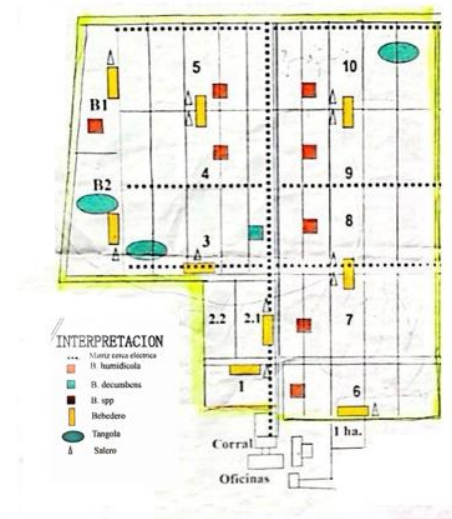 5
10
B1
4
9
B2
8
3
2.2
2.1
7
INTERPRETACION
Matriz cerca eléctrica
B. humidicola
B. decumbens
B. spp
Bebedero
Tangola
Salero
1
6
1 ha.
Corral
Oficinas